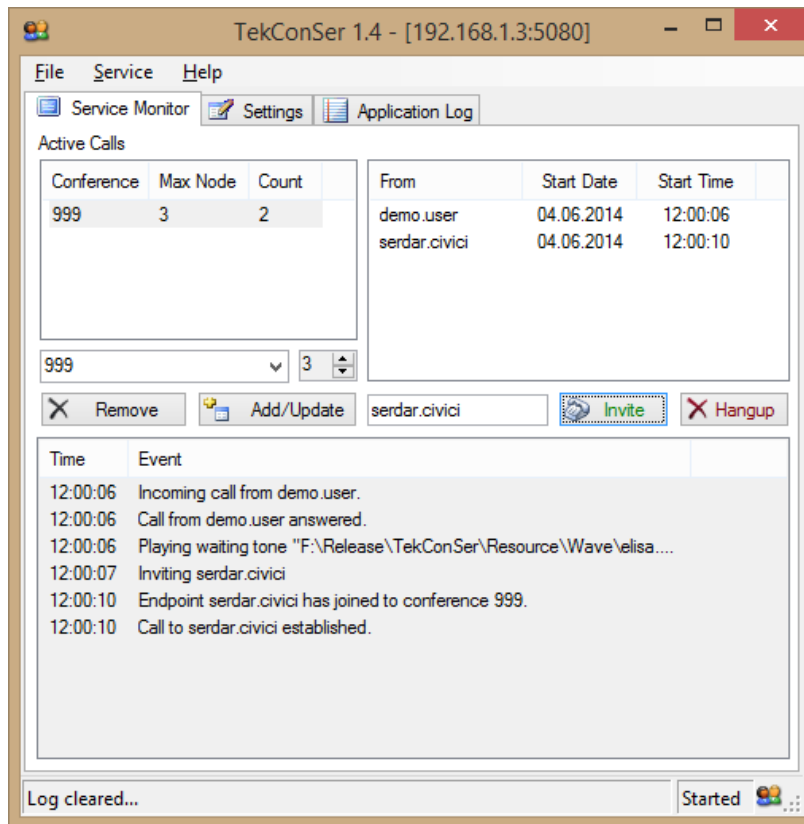 TekConSer 1.4 - [192.168.1.3:5080]
File Service Help
Service Monitor Settings Application Log
Active Calls
Conference Max Node Count From Start Date Start Time
999 3 2 demo.user 04.06.2014 12:00:06
serdar.civici 04.06.2014 12:00:10
999 3
Remove Add/Update serdar.civici Invite Hangup
Time Event
12:00:06 Incoming call from demo.user.
12:00:06 Call from demo.user answered.
12:00:06 Playing waiting tone "F:\Release\TekConSer\Resource\Wave\elisa....
12:00:07 Inviting serdar.civici
12:00:10 Endpoint serdar.civici has joined to conference 999.
12:00:10 Call to serdar.civici established.
Log cleared... Started